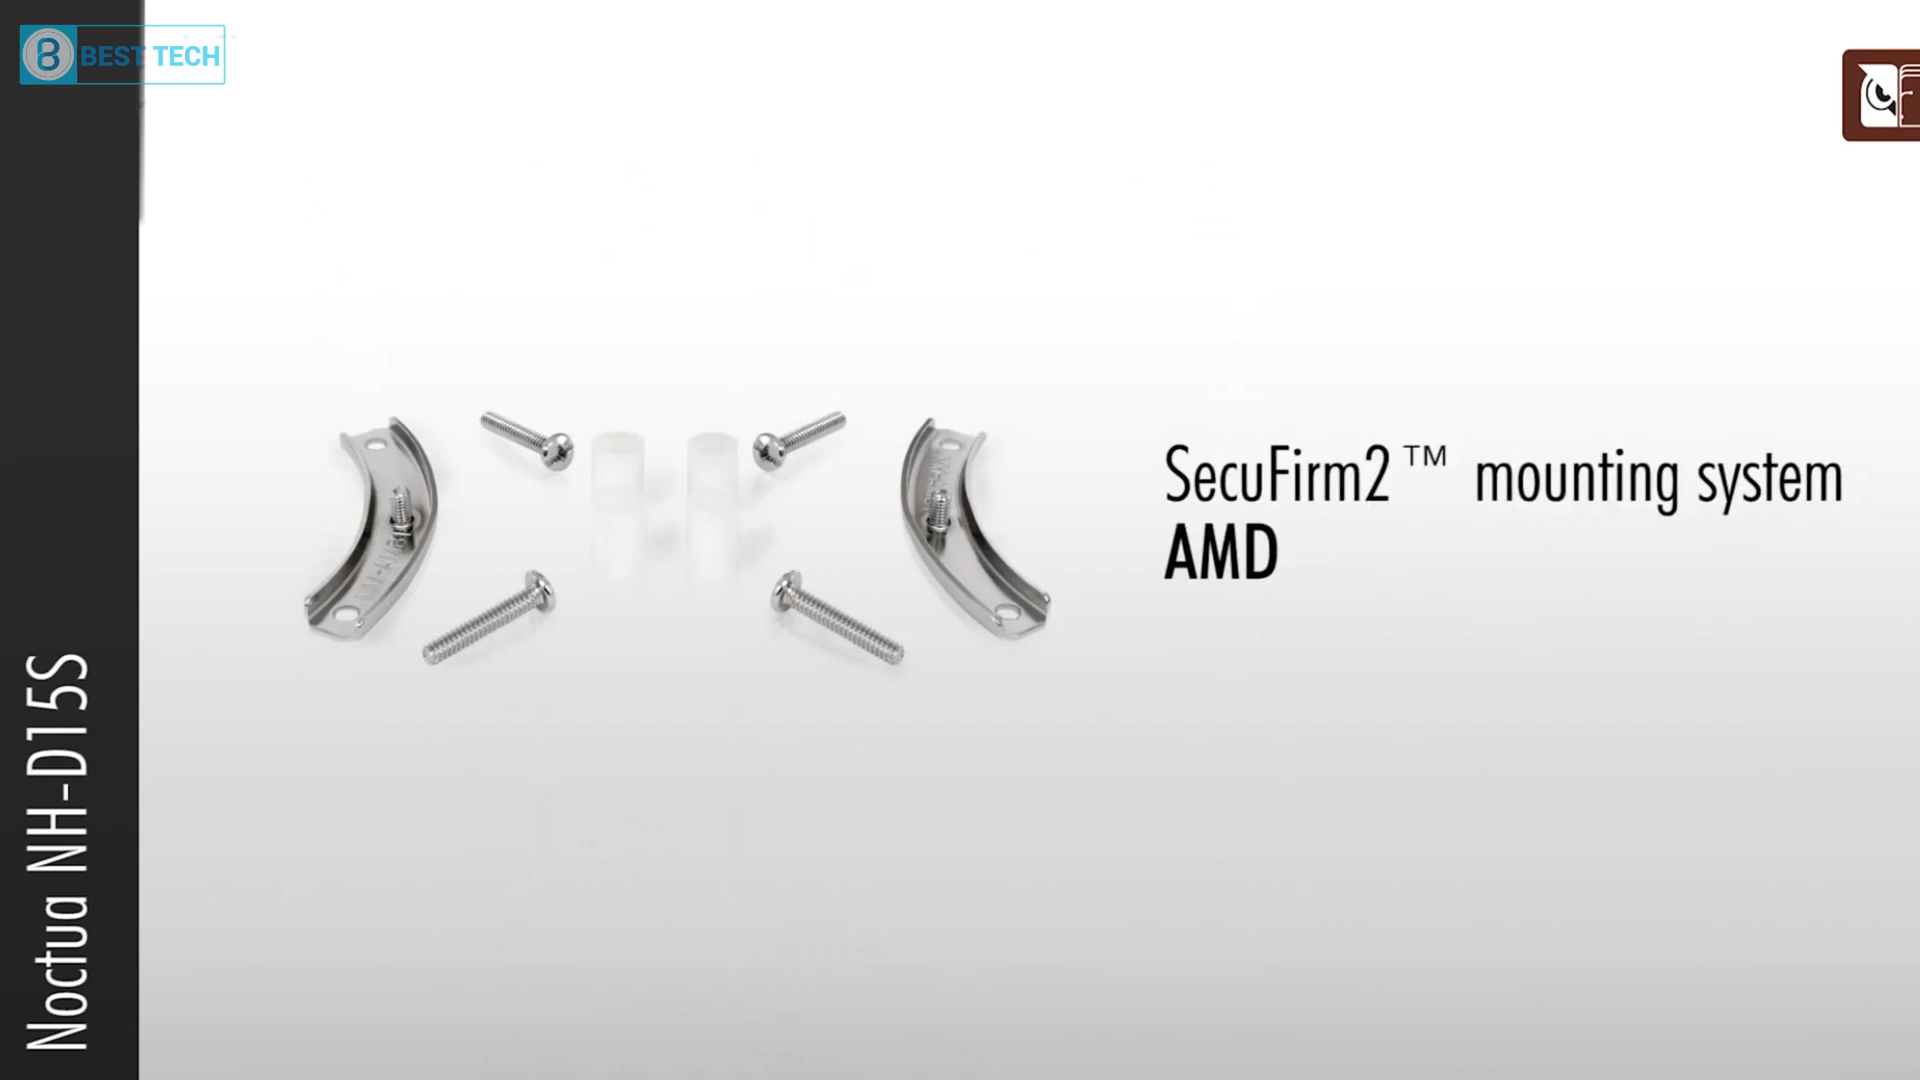 BEST TECH
SecuFirm2™ mounting system
AMD
Noctua NH-D15S